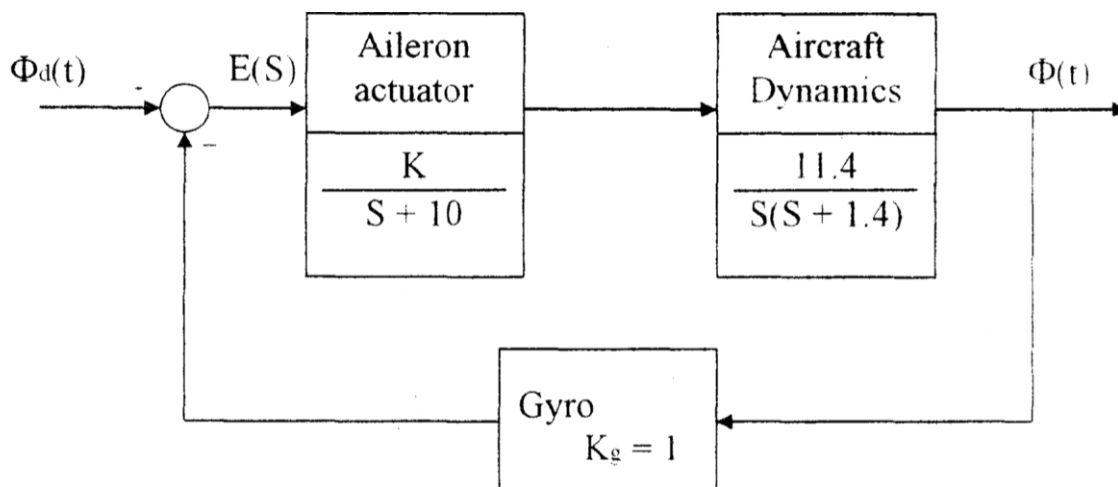 Φd(t)
-
E(S)
Aileron
actuator
K
S + 10
Aircraft
Dynamics
11.4
S(S + 1.4)
Φ(t)
−
Gyro
Kg = 1